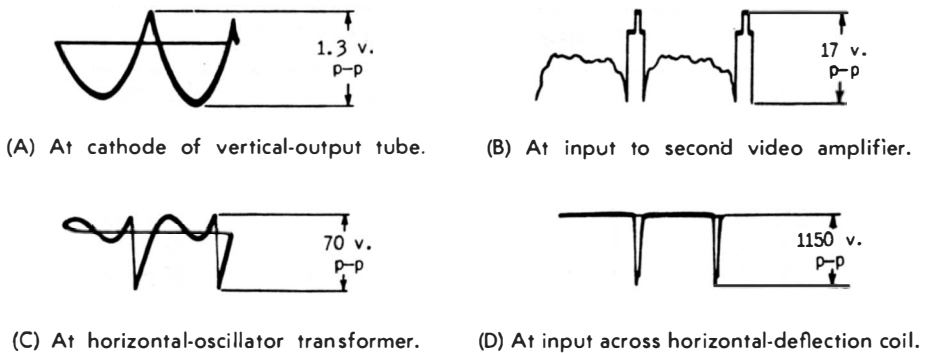 1.3 v.
p-p
17 v.
p-p
(A) At cathode of vertical-output tube.
(B) At input to second video amplifier.
70 v.
p-p
1150 v.
p-p
(C) At horizontal-oscillator transformer.
(D) At input across horizontal-deflection coil.